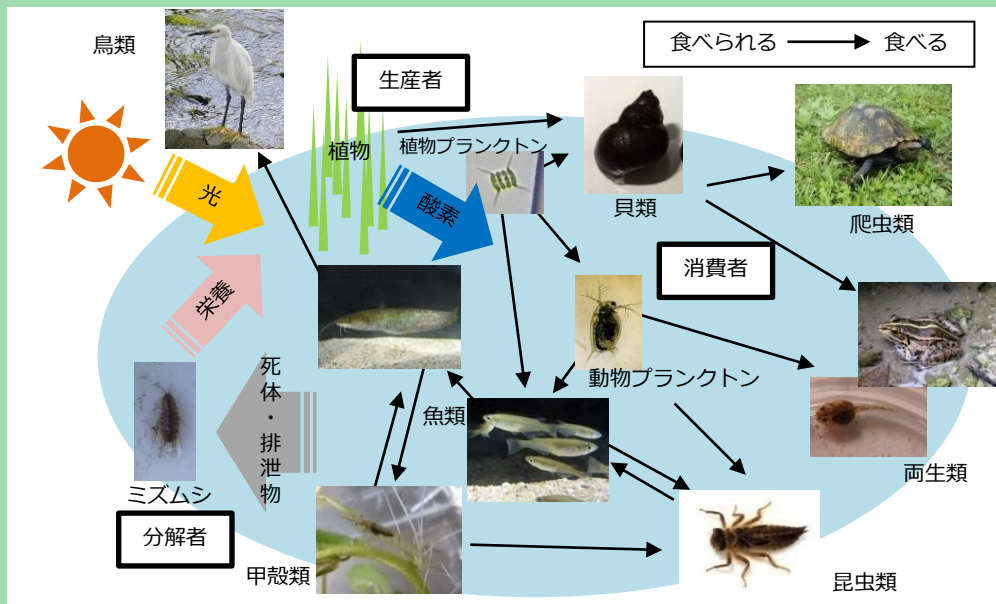 鳥類
食べられる 食べる
生産者
植物
植物プランクトン
光
酸素
貝類
爬虫類
消費者
栄養
死体・排泄物
魚類
動物プランクトン
両生類
ミズムシ
分解者
甲殻類
昆虫類